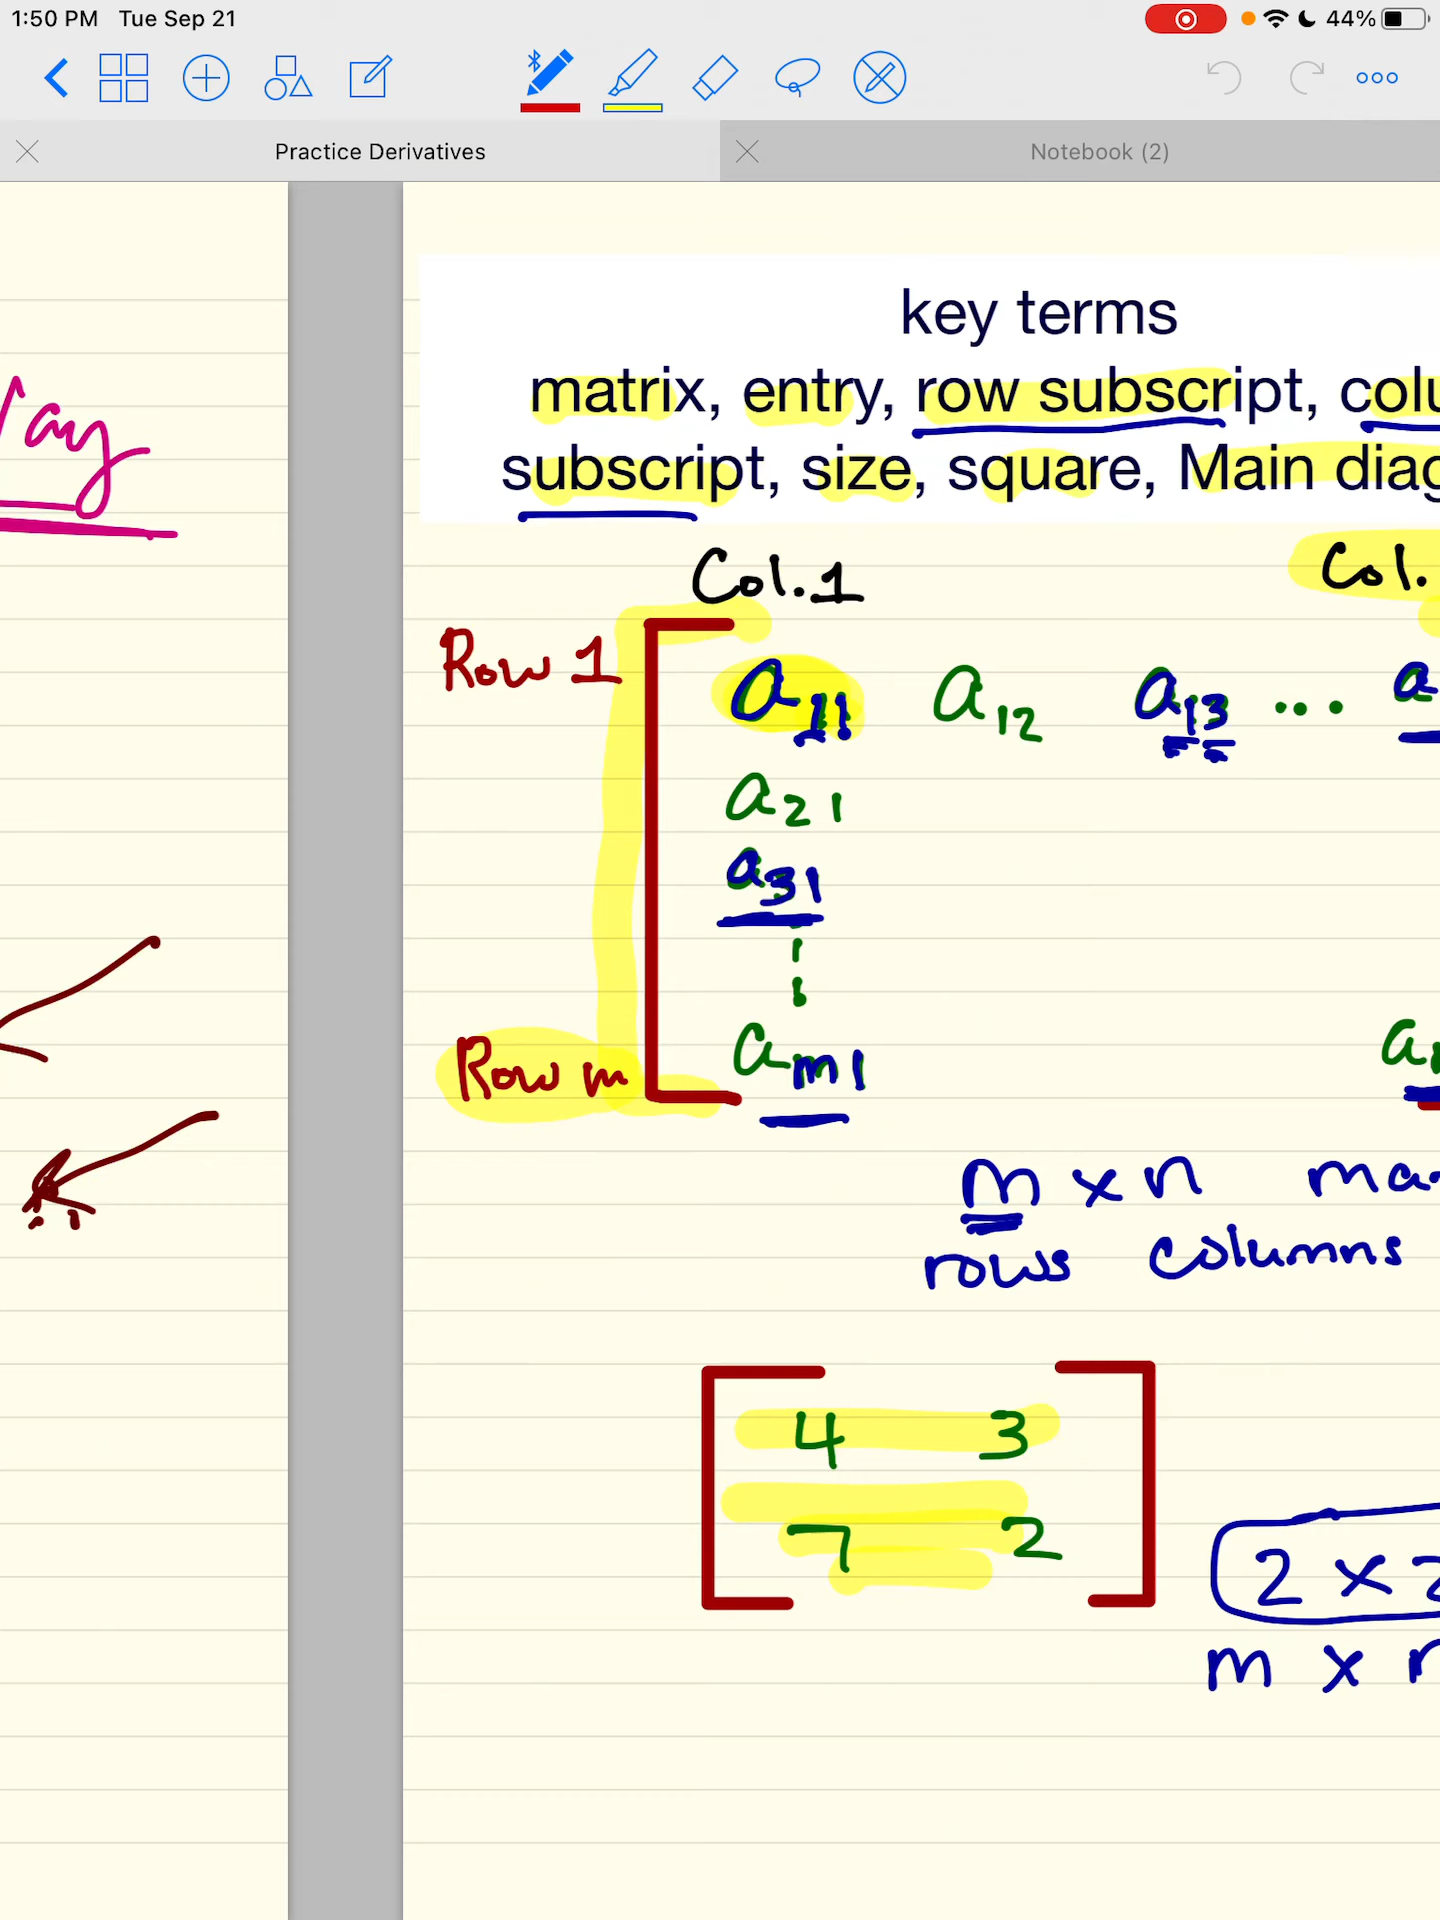 1:50 PM Tue Sep 21 44%
Practice Derivatives Notebook (2)
key terms
matrix, entry, row subscript, colu
subscript, size, square, Main diag
Col.1 Col.
Row 1
a11 a12 a13 ... a
a21
a31
Row m
am1 a
m x n
rows columns
4 3
7 2
2 x 2
m x